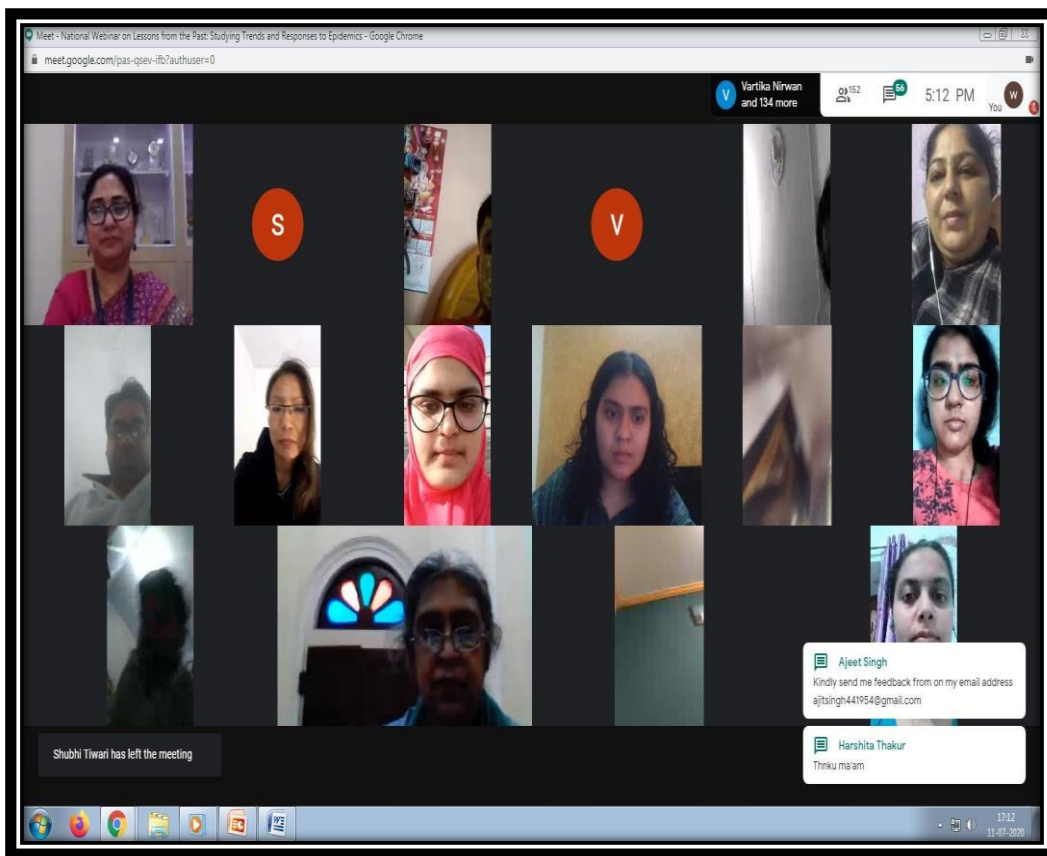 Meet - National Webinar on Lessons from the Past: Studying Trends and Responses to Epidemics - Google Chrome
meet.google.com/pas-qsev-ifb?authuser=0
V
Vartika Nirwan
and 134 more
152
56
5:12 PM
You
W
S
V
Ajeet Singh
Kindly send me feedback from on my email address
ajitsingh441954@gmail.com
Shubhi Tiwari has left the meeting
Harshita Thakur
Thnku ma'am
17:12
11-07-2020